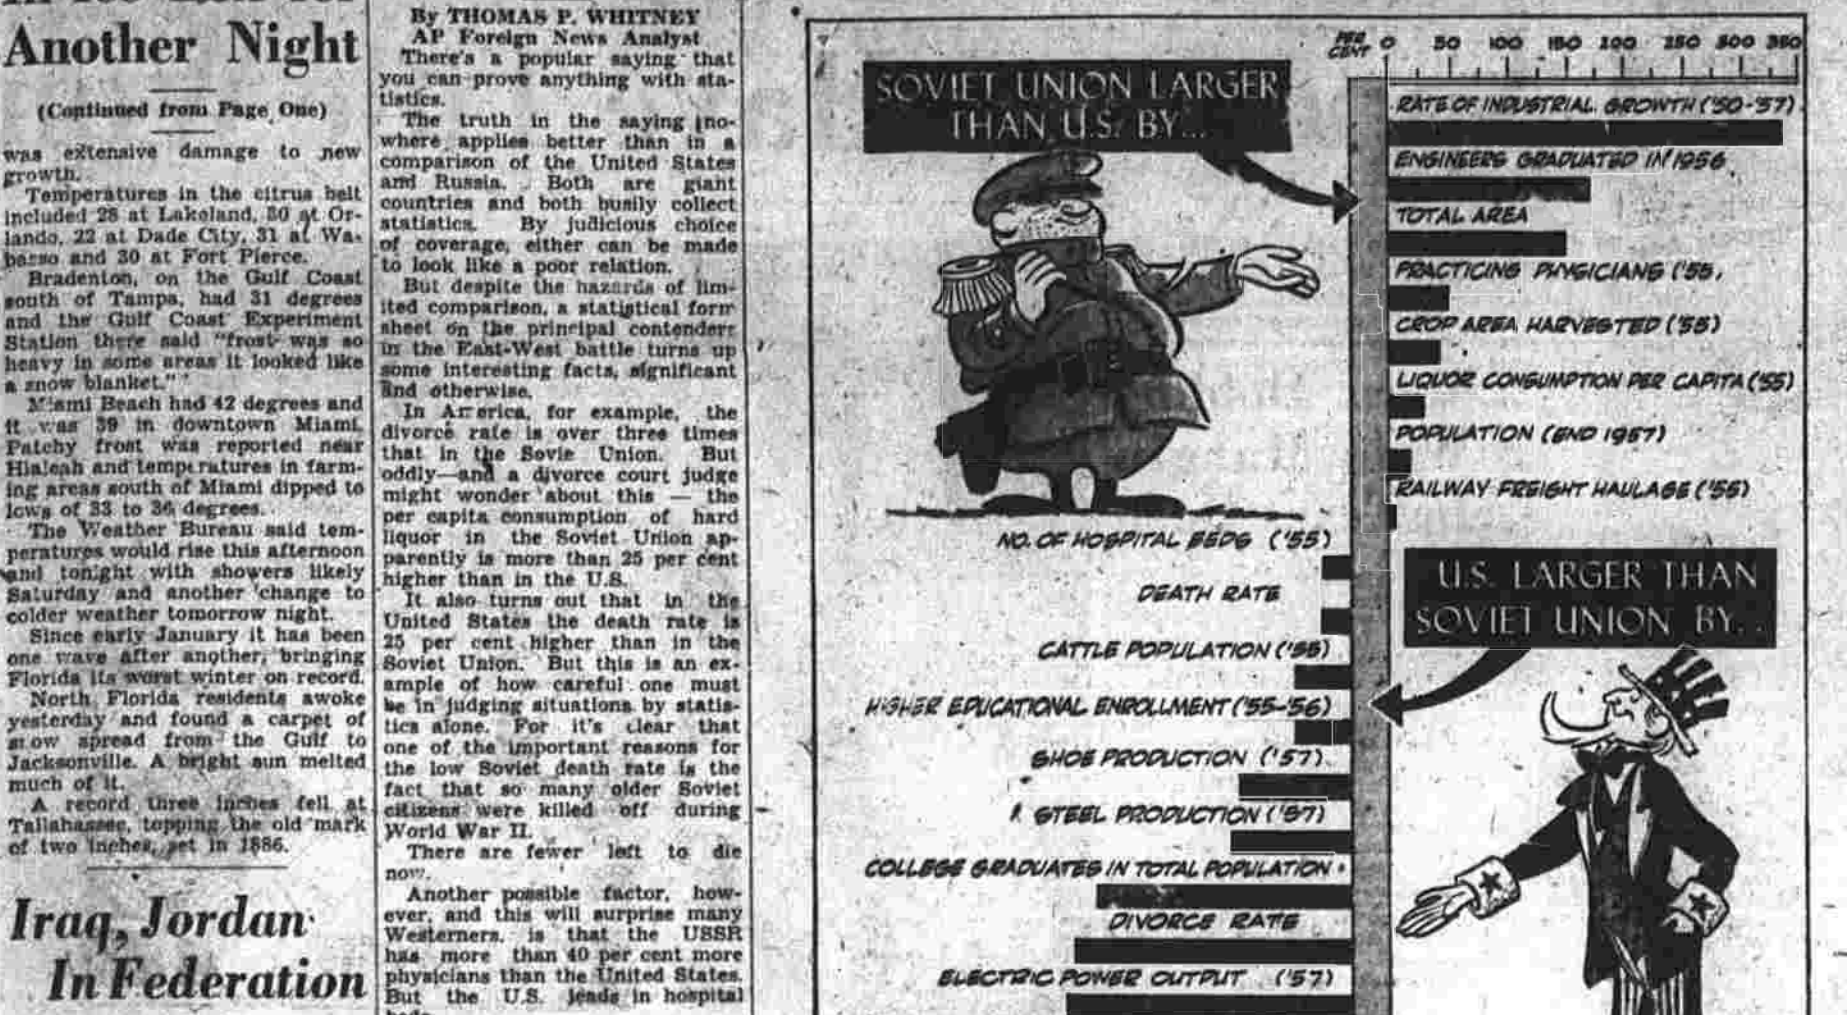 Another Night
(Continued from Page One)
was extensive damage to new
growth.
Temperatures in the citrus belt
included 28 at Lakeland, 30 at Or-
lando, 22 at Dade City, 31 at Wa-
basso and 30 at Fort Pierce.
Bradenton, on the Gulf Coast
south of Tampa, had 31 degrees
and the Gulf Coast Experiment
Station there said "frost was so
heavy in some areas it looked like
a snow blanket."
Miami Beach had 42 degrees and
it was 39 in downtown Miami.
Patchy frost was reported near
Hialeah and temperatures in farm-
ing areas south of Miami dipped to
lows of 33 to 36 degrees.
The Weather Bureau said tem-
peratures would rise this afternoon
and tonight with showers likely
Saturday and another change to
colder weather tomorrow night.
Since early January it has been
one wave after another, bringing
Florida its worst winter on record.
North Florida residents awoke
yesterday and found a carpet of
snow spread from the Gulf to
Jacksonville. A bright sun melted
much of it.
A record three inches fell at
Tallahassee, topping the old mark
of two inches, set in 1886.
Iraq, Jordan
In Federation
By THOMAS P. WHITNEY
AP Foreign News Analyst
There's a popular saying that
you can prove anything with sta-
tistics.
The truth in the saying no-
where applies better than in a
comparison of the United States
and Russia. Both are giant
countries and both busily collect
statistics. By judicious choice
of coverage, either can be made
to look like a poor relation.
But despite the hazards of lim-
ited comparison, a statistical form
sheet on the principal contenders
in the East-West battle turns up
some interesting facts, significant
and otherwise.
In America, for example, the
divorce rate is over three times
that in the Sovie Union. But
oddly—and a divorce court judge
might wonder about this — the
per capita consumption of hard
liquor in the Soviet Union ap-
parently is more than 25 per cent
higher than in the U.S.
It also turns out that in the
United States the death rate is
25 per cent higher than in the
Soviet Union. But this is an ex-
ample of how careful one must
be in judging situations by statis-
tics alone. For it's clear that
one of the important reasons for
the low Soviet death rate is the
fact that so many older Soviet
citizens were killed off during
World War II.
There are fewer left to die
now.
Another possible factor, how-
ever, and this will surprise many
Westerners, is that the USSR
has more than 40 per cent more
physicians than the United States.
But the U.S. leads in hospital
SOVIET UNION LARGER
THAN U.S. BY...
PER CENT 0 50 100 150 200 250 300 350
RATE OF INDUSTRIAL GROWTH ('50-'57)
ENGINEERS GRADUATED IN 1956
TOTAL AREA
PRACTICING PHYSICIANS ('55,
CROP AREA HARVESTED ('55)
LIQUOR CONSUMPTION PER CAPITA ('55)
POPULATION (END 1957)
RAILWAY FREIGHT HAULAGE ('55)
U.S. LARGER THAN
SOVIET UNION BY...
NO. OF HOSPITAL BEDS ('55)
DEATH RATE
CATTLE POPULATION ('55)
HIGHER EDUCATIONAL ENROLLMENT ('55-'56)
SHOE PRODUCTION ('57)
STEEL PRODUCTION ('57)
COLLEGE GRADUATES IN TOTAL POPULATION
DIVORCE RATE
ELECTRIC POWER OUTPUT ('57)